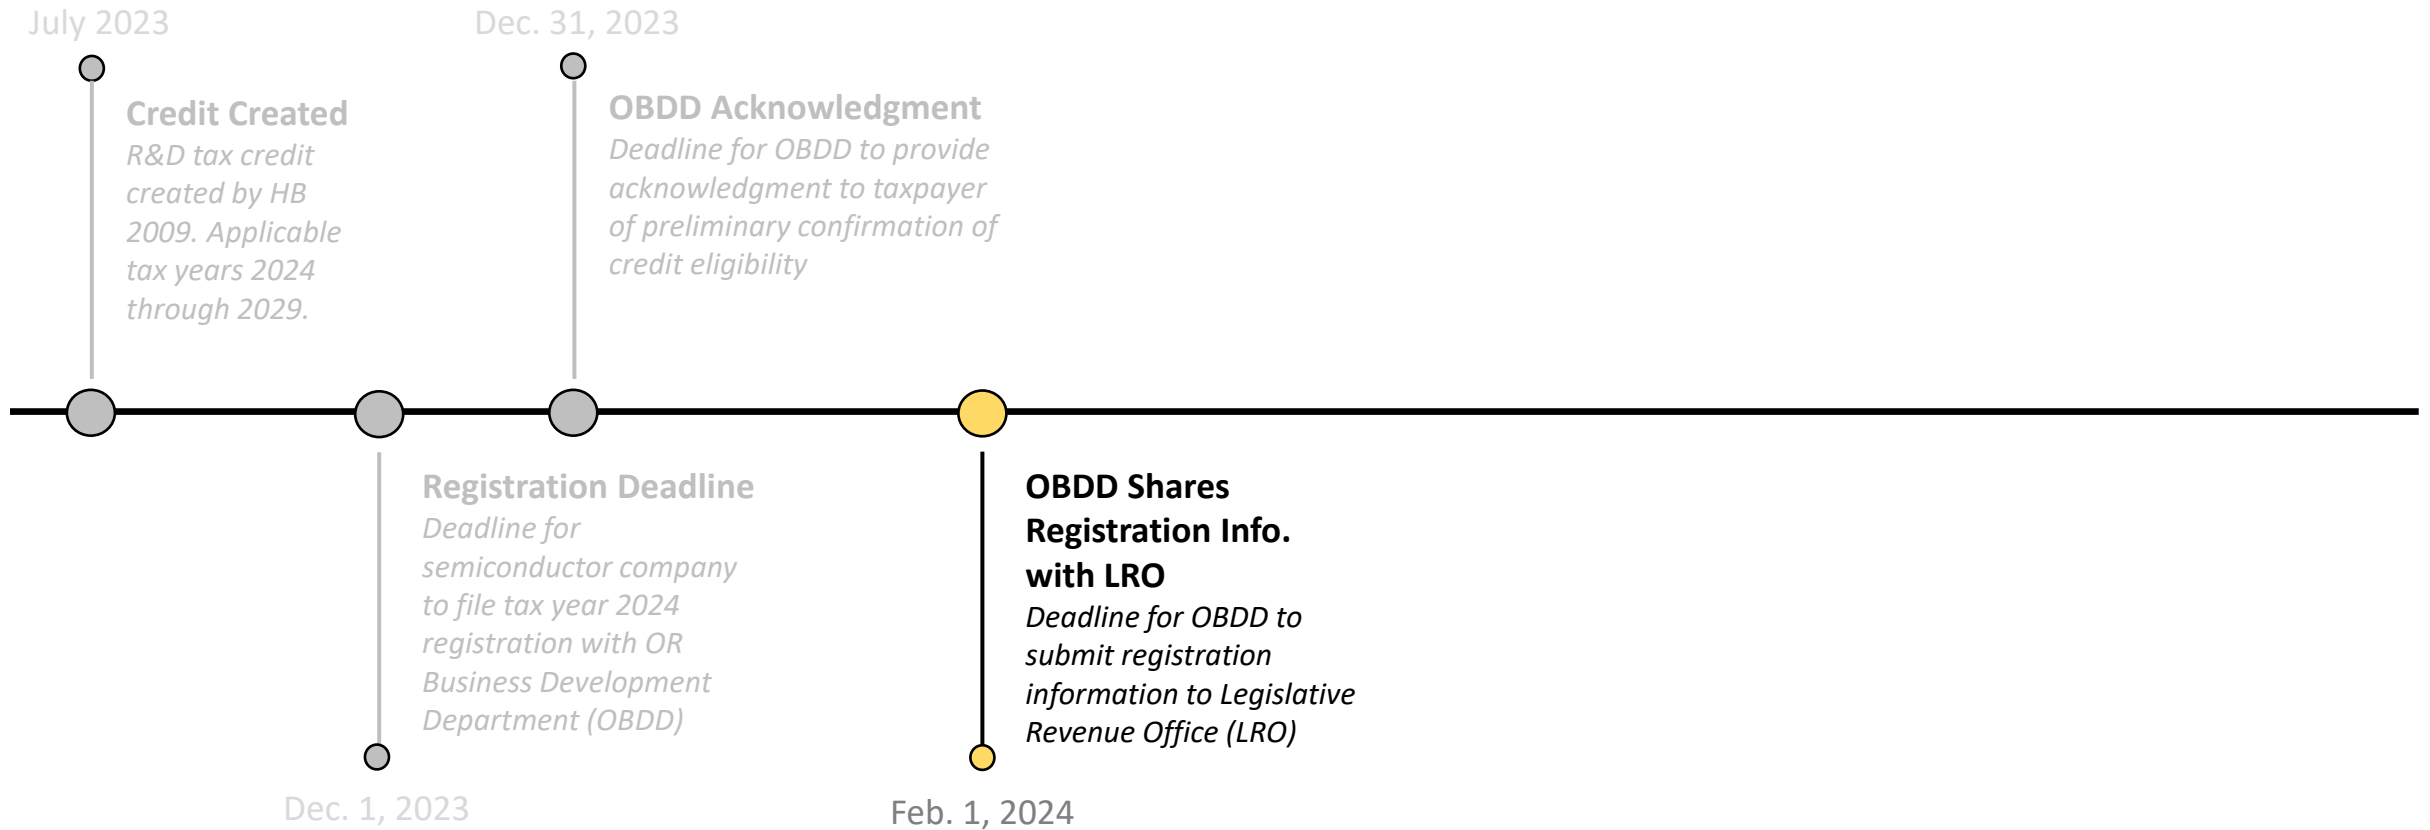 July 2023
Credit Created
R&D tax credit
created by HB
2009. Applicable
tax years 2024
through 2029.
Dec. 31, 2023
OBDD Acknowledgment
Deadline for OBDD to provide
acknowledgment to taxpayer
of preliminary confirmation of
credit eligibility
Registration Deadline
Deadline for
semiconductor company
to file tax year 2024
registration with OR
Business Development
Department (OBDD)
Dec. 1, 2023
OBDD Shares
Registration Info.
with LRO
Deadline for OBDD to
submit registration
information to Legislative
Revenue Office (LRO)
Feb. 1, 2024